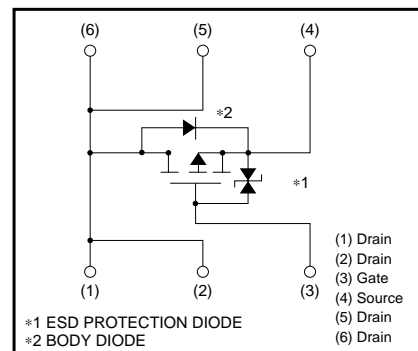 (6) (5) (4)
∗2
∗1
(1) (2) (3)
(1) Drain
(2) Drain
(3) Gate
(4) Source
(5) Drain
(6) Drain
∗1 ESD PROTECTION DIODE
∗2 BODY DIODE